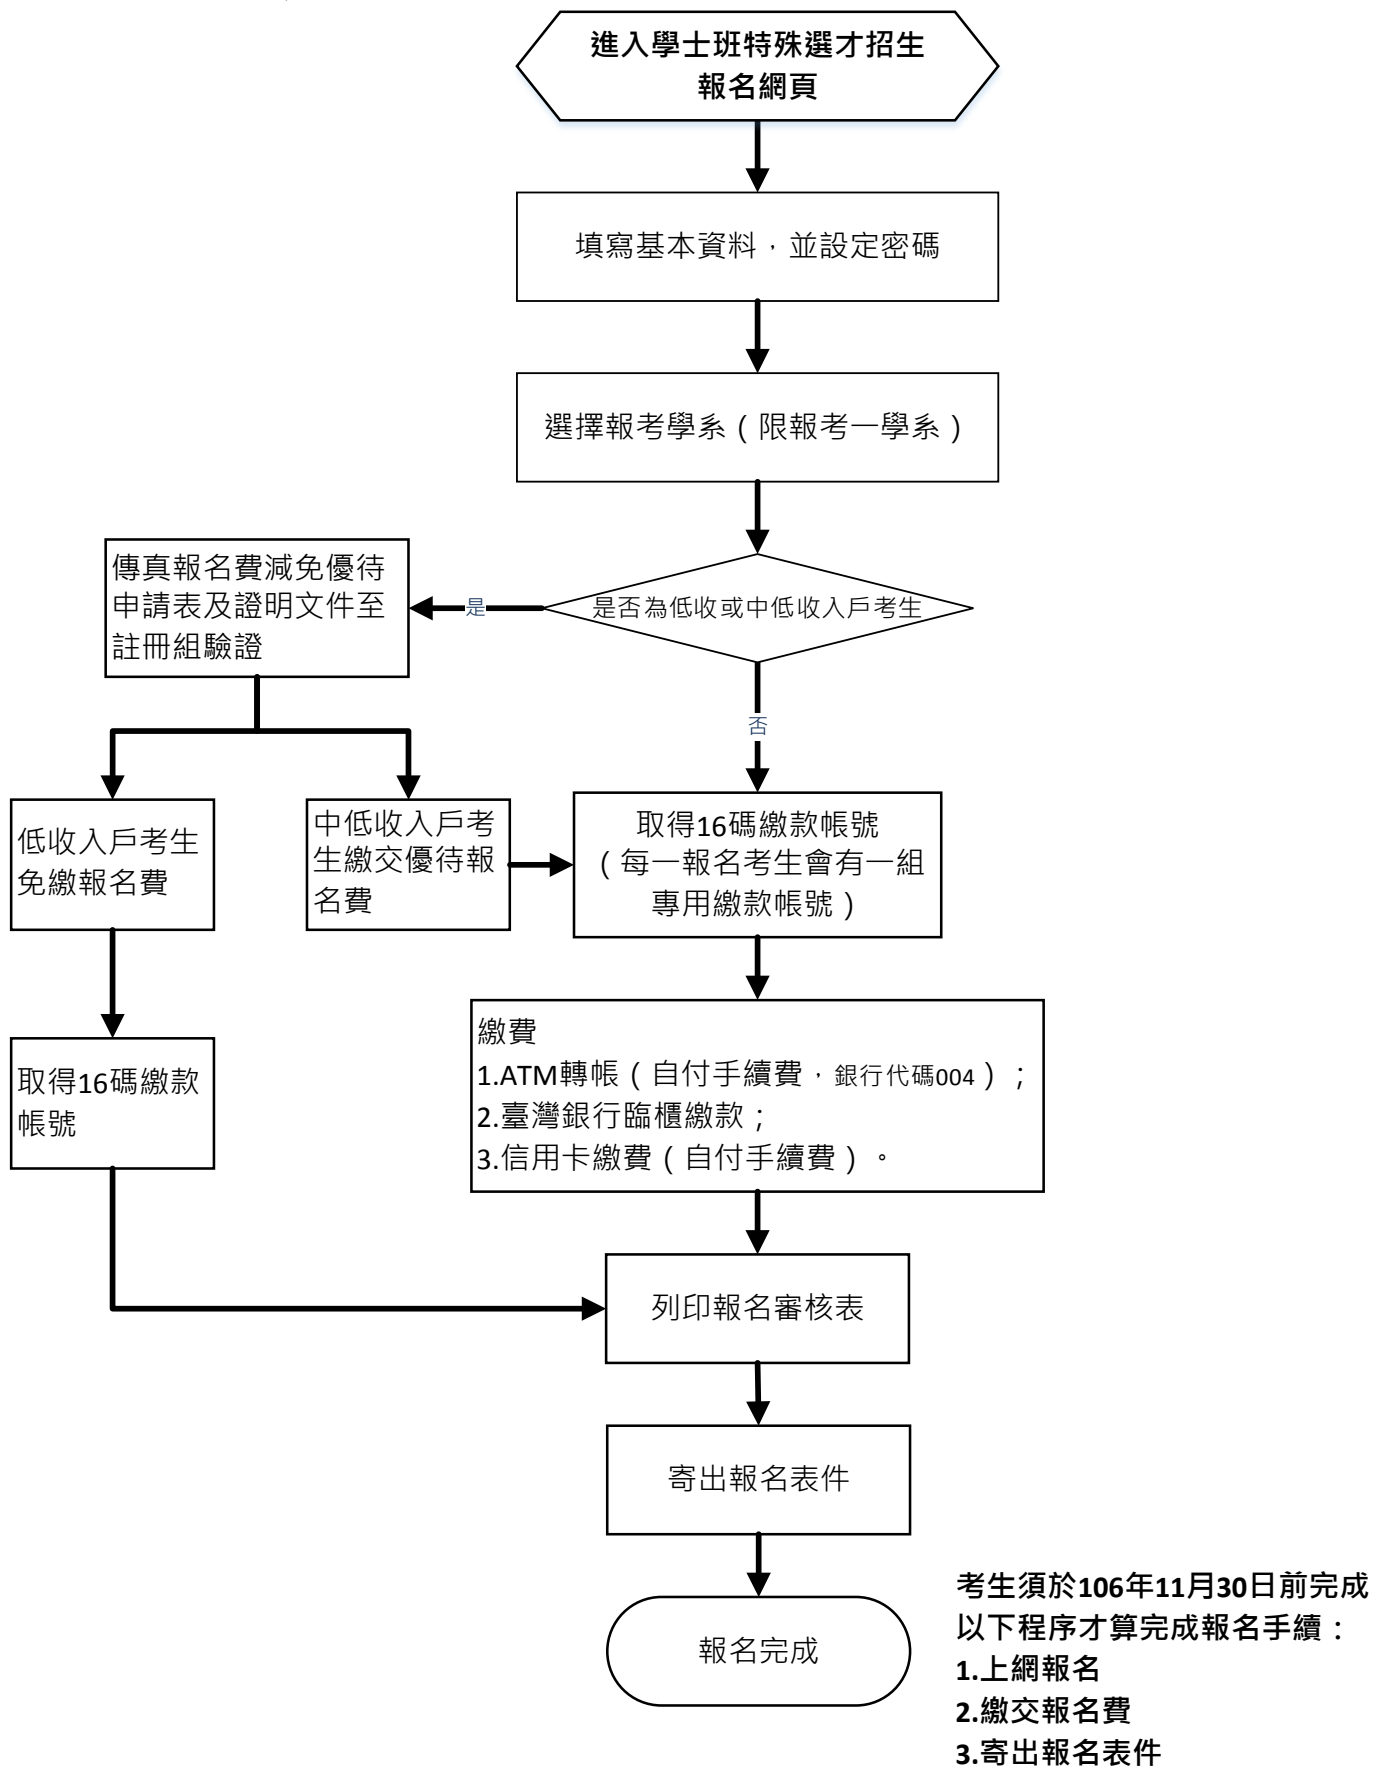 進入學士班特殊選才招生
報名網頁
填寫基本資料，並設定密碼
選擇報考學系（限報考一學系）
是否為低收或中低收入戶考生
是
傳真報名費減免優待
申請表及證明文件至
註冊組驗證
否
低收入戶考生
免繳報名費
中低收入戶考
生繳交優待報
名費
取得16碼繳款帳號
（每一報名考生會有一組
專用繳款帳號）
取得16碼繳款
帳號
繳費
1.ATM轉帳（自付手續費，銀行代碼004）；
2.臺灣銀行臨櫃繳款；
3.信用卡繳費（自付手續費）。
列印報名審核表
寄出報名表件
報名完成
考生須於106年11月30日前完成
以下程序才算完成報名手續：
1.上網報名
2.繳交報名費
3.寄出報名表件